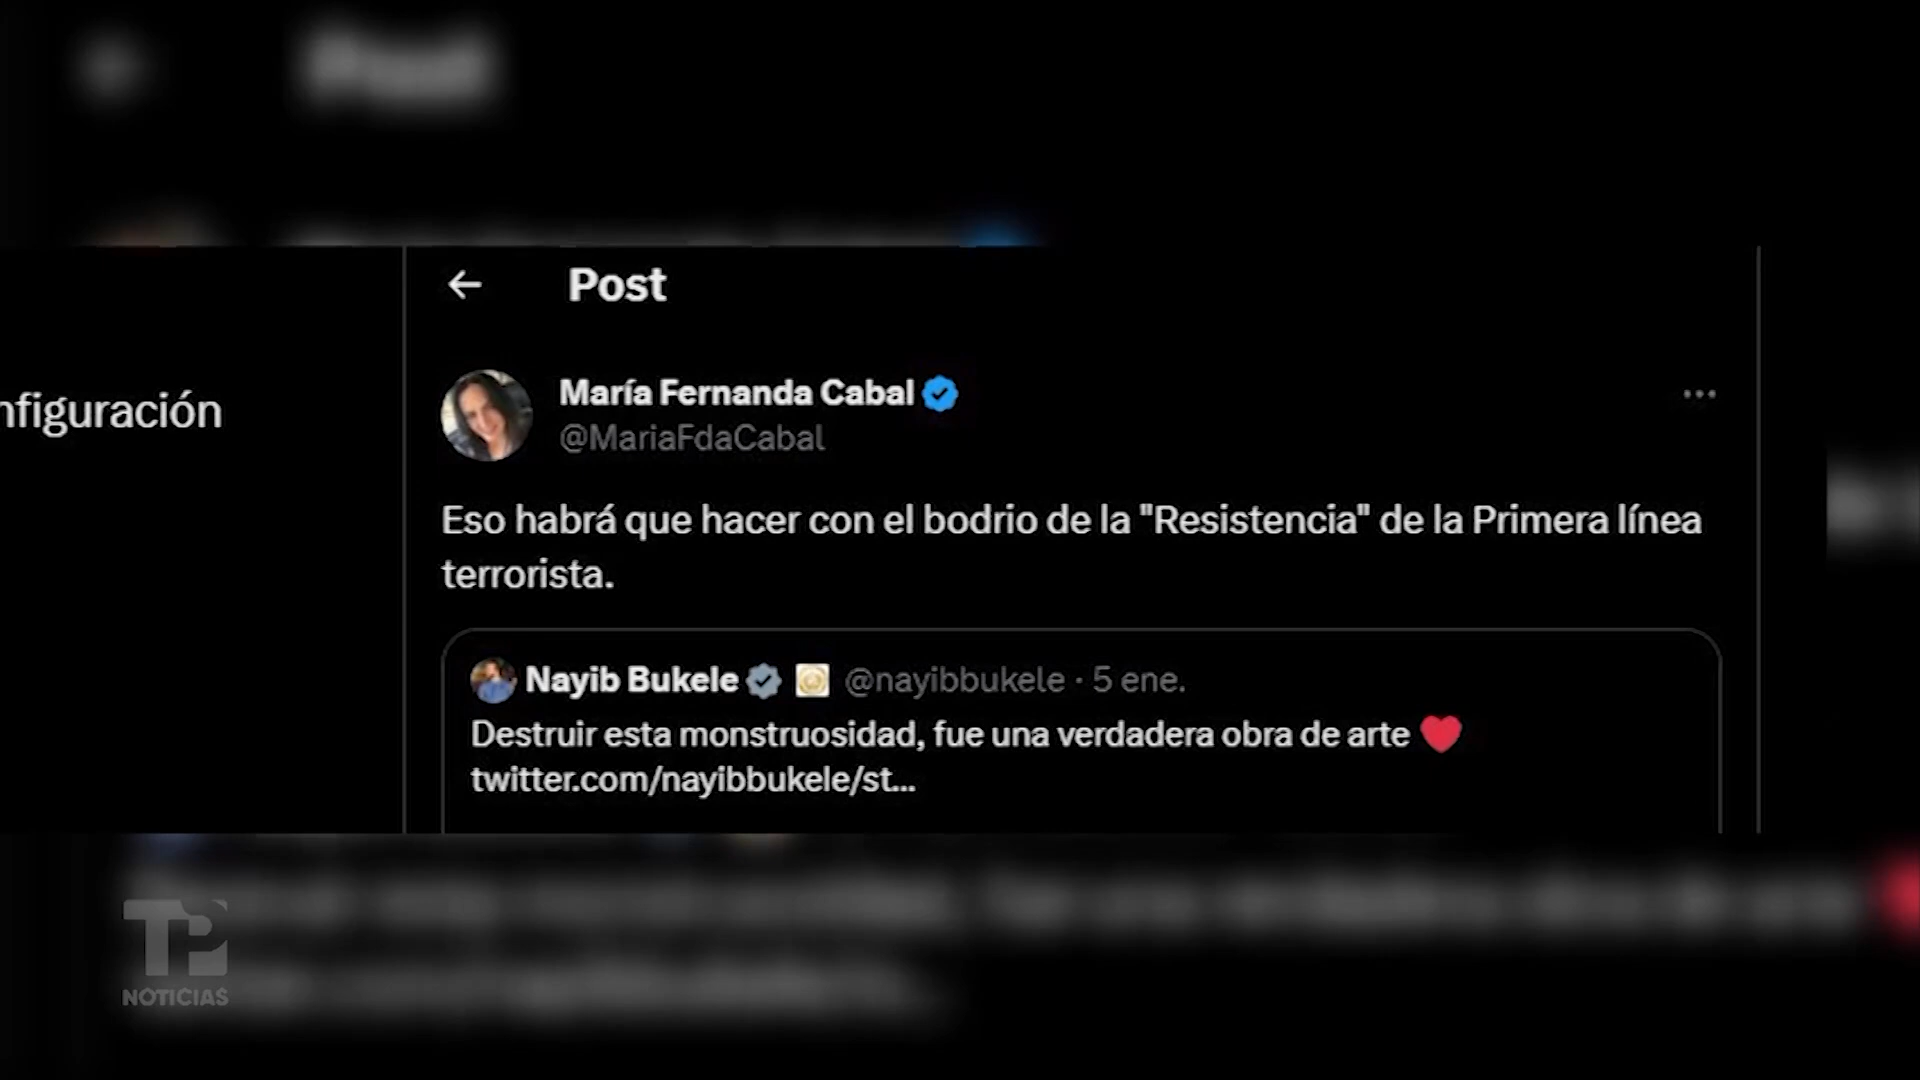 Post
nfiguración
María Fernanda Cabal
@MariaFdaCabal
Eso habrá que hacer con el bodrio de la "Resistencia" de la Primera línea
terrorista.
Nayib Bukele @nayibbukele · 5 ene.
Destruir esta monstruosidad, fue una verdadera obra de arte ❤️
twitter.com/nayibbukele/st...
TP
NOTICIAS